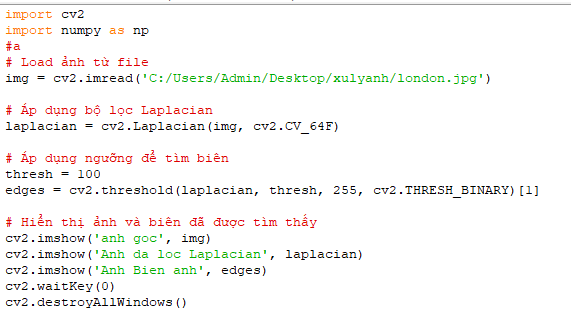 import cv2
import numpy as np
#a
# Load ảnh từ file
img = cv2.imread('C:/Users/Admin/Desktop/xulyanh/london.jpg')
# Áp dụng bộ lọc Laplacian
laplacian = cv2.Laplacian(img, cv2.CV_64F)
# Áp dụng ngưỡng để tìm biên
thresh = 100
edges = cv2.threshold(laplacian, thresh, 255, cv2.THRESH_BINARY)[1]
# Hiển thị ảnh và biên đã được tìm thấy
cv2.imshow('anh goc', img)
cv2.imshow('Anh da loc Laplacian', laplacian)
cv2.imshow('Anh Bien anh', edges)
cv2.waitKey(0)
cv2.destroyAllWindows()